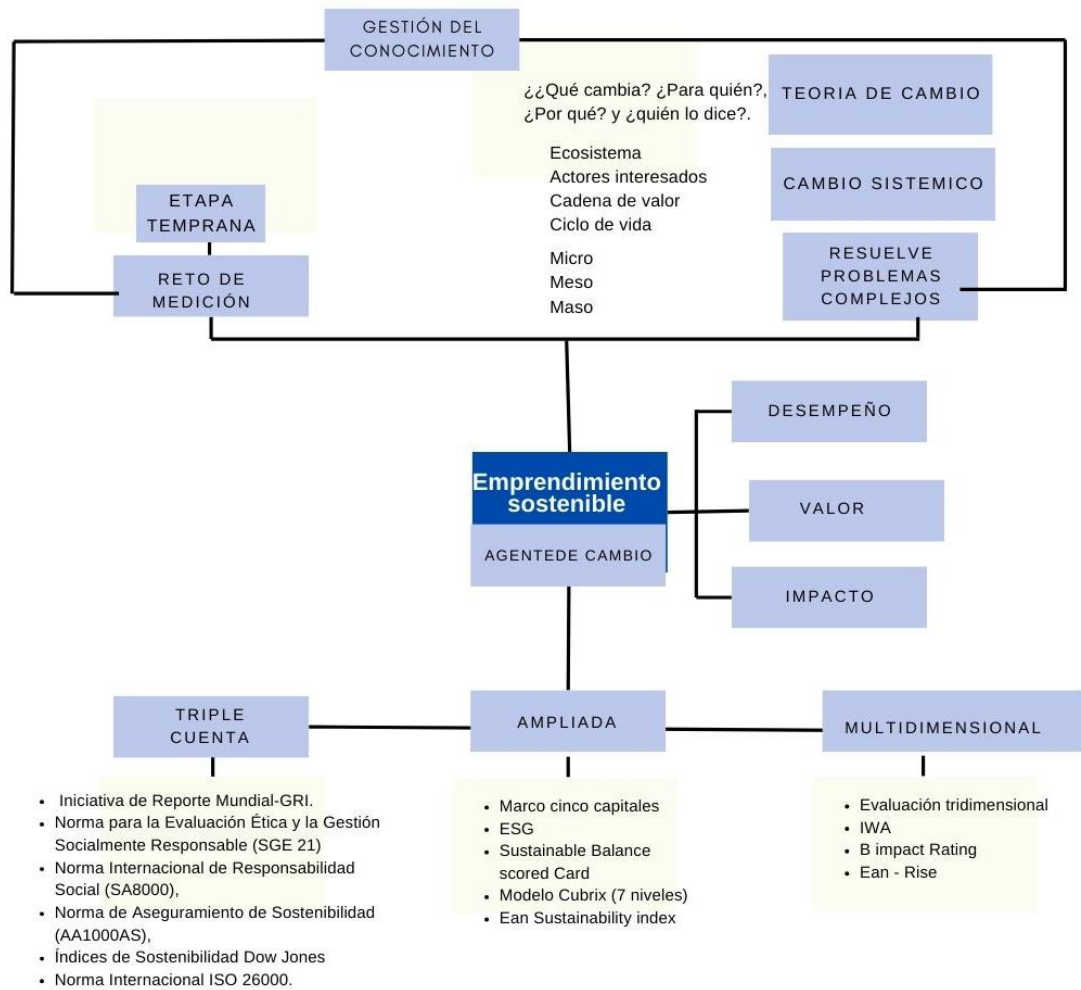 GESTIÓN DEL
CONOCIMIENTO
¿¿Qué cambia? ¿Para quién?,
¿Por qué? y ¿quién lo dice?.
TEORIA DE CAMBIO
Ecosistema
Actores interesados
Cadena de valor
Ciclo de vida
CAMBIO SISTEMICO
ETAPA
TEMPRANA
RETO DE
MEDICIÓN
Micro
Meso
Maso
RESUELVE
PROBLEMAS
COMPLEJOS
DESEMPEÑO
Emprendimiento
sostenible
AGENTEDE CAMBIO
VALOR
IMPACTO
TRIPLE
CUENTA
AMPLIADA
MULTIDIMENSIONAL
• Iniciativa de Reporte Mundial-GRI.
• Norma para la Evaluación Ética y la Gestión
Socialmente Responsable (SGE 21)
• Norma Internacional de Responsabilidad
Social (SA8000),
• Norma de Aseguramiento de Sostenibilidad
(AA1000AS),
• Índices de Sostenibilidad Dow Jones
• Norma Internacional ISO 26000.
• Marco cinco capitales
• ESG
• Sustainable Balance
scored Card
• Modelo Cubrix (7 niveles)
• Ean Sustainability index
• Evaluación tridimensional
• IWA
• B impact Rating
• Ean - Rise